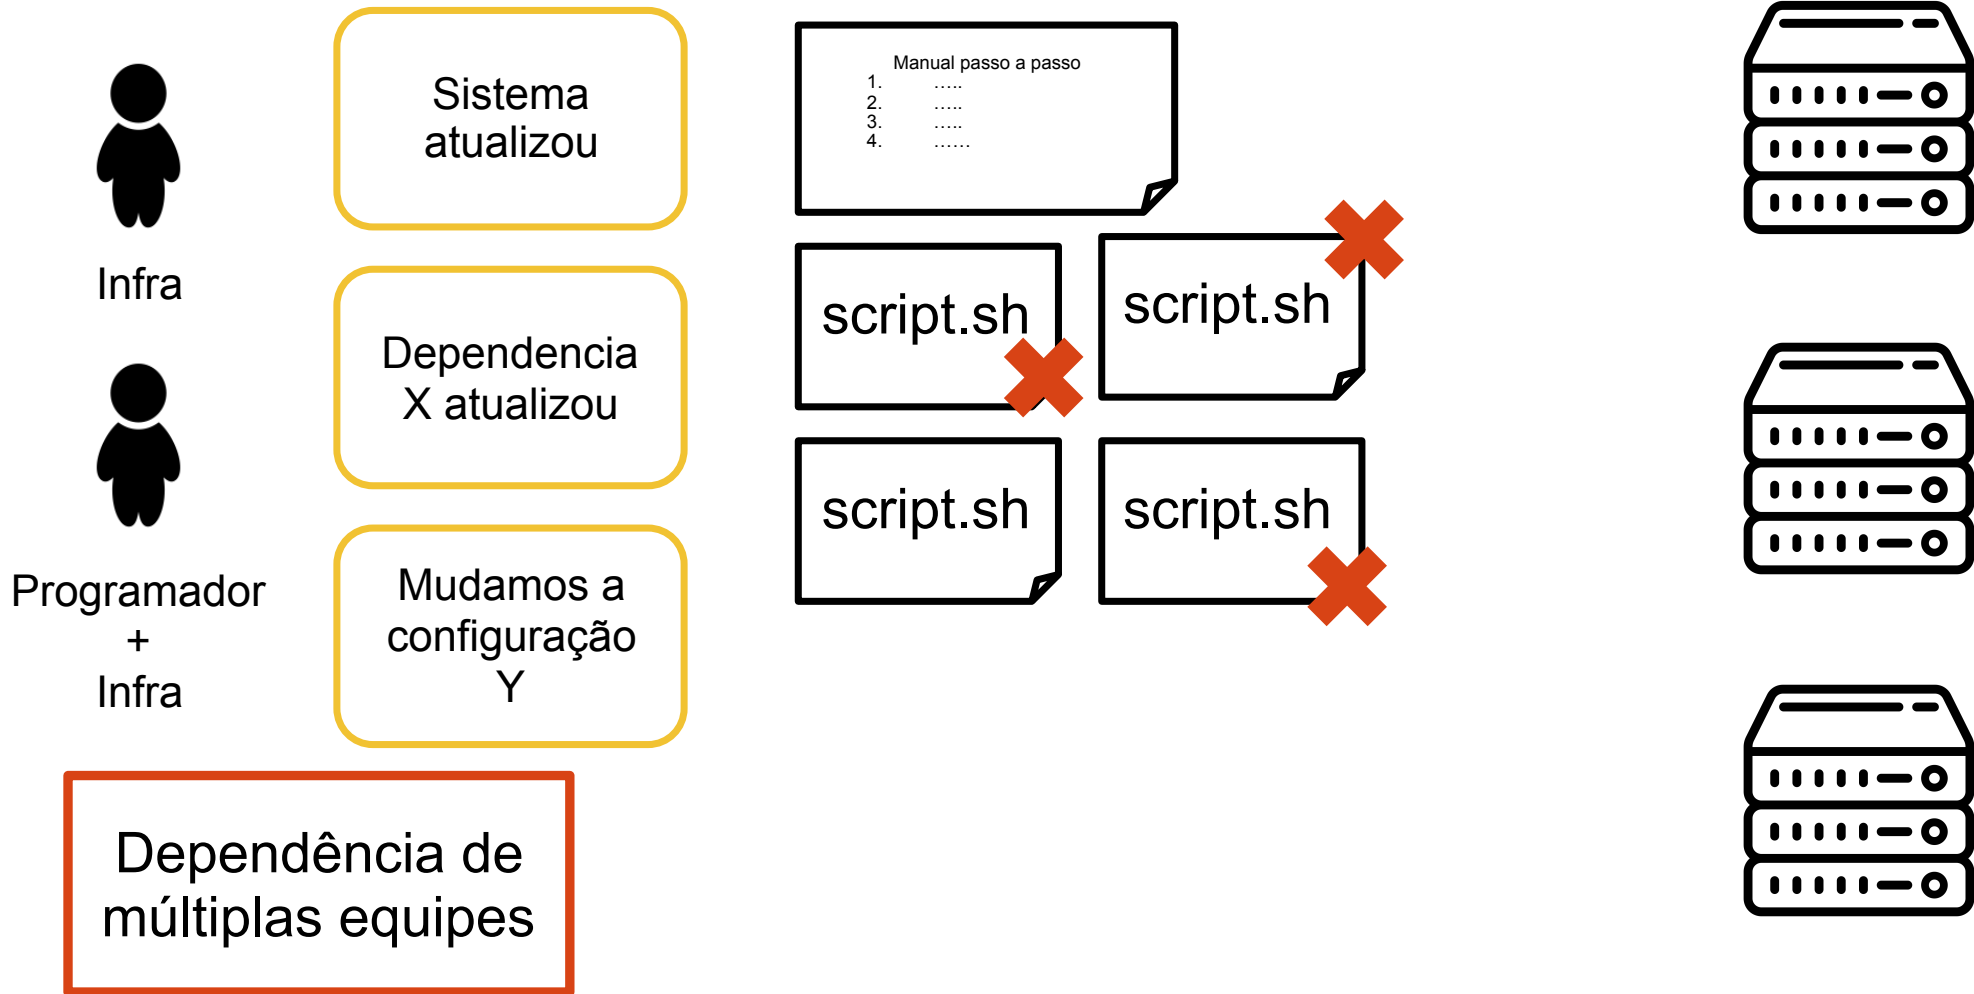 Infra
Programador
+
Infra
Sistema
atualizou
Dependencia
X atualizou
Mudamos a
configuração
Y
Dependência de
múltiplas equipes
Manual passo a passo
1. .....
2. .....
3. .....
4. ......
script.sh
script.sh
script.sh
script.sh